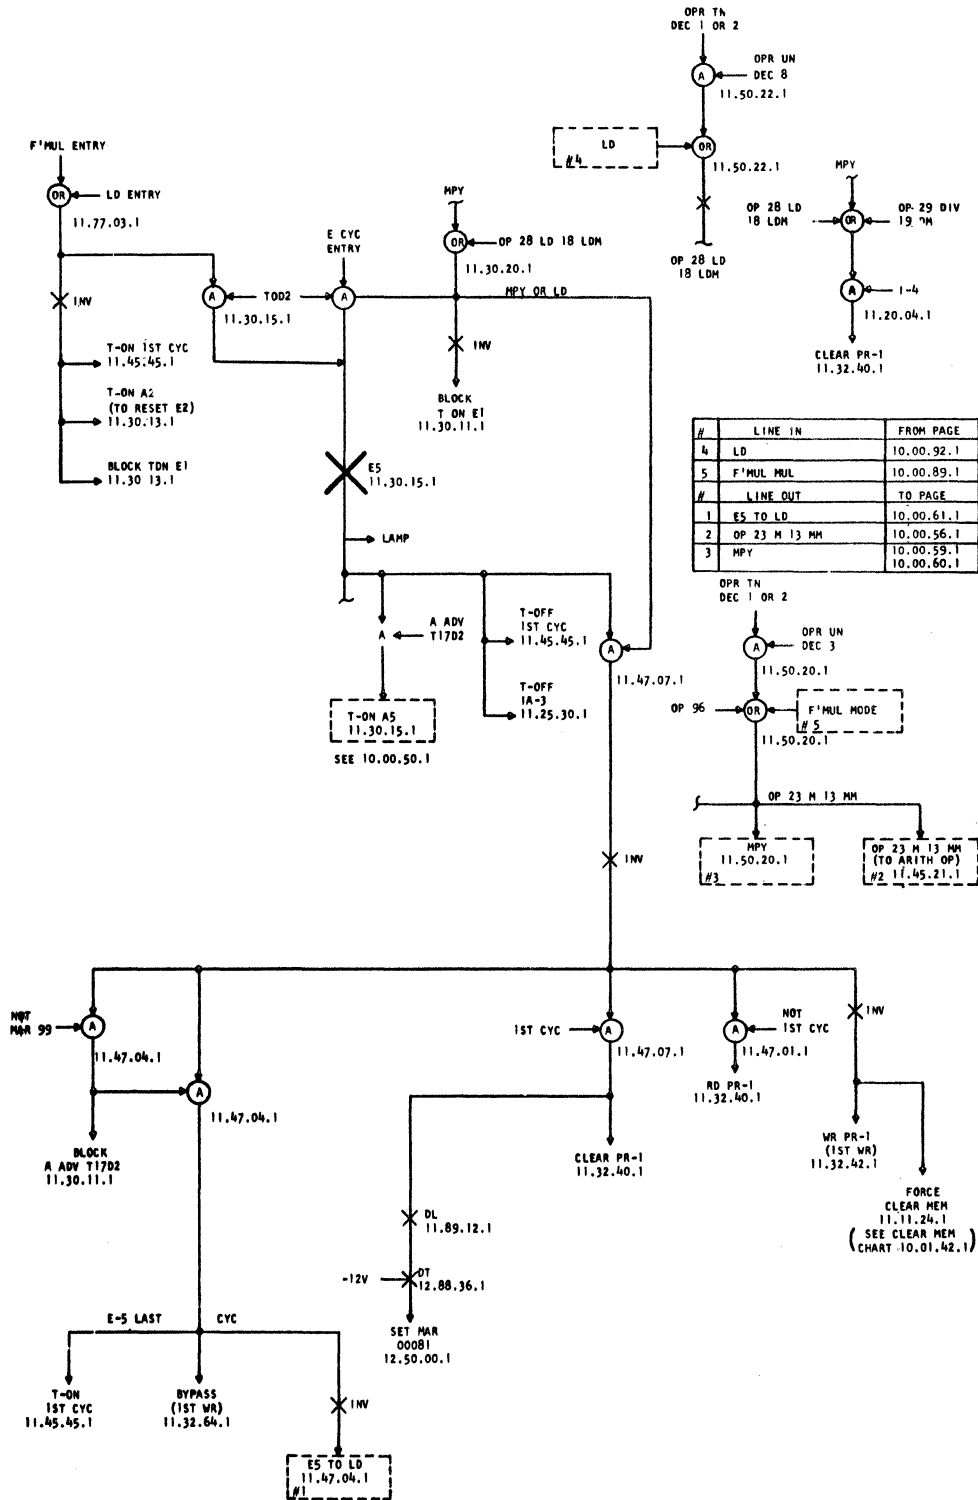 OPR TN
DEC 1 OR 2
OPR UN
DEC 8
A
11.50.22.1
LD
#4
OR
11.50.22.1
OP 28 LD
18 LDM
MPY
OP 28 LD
18 LDM
OR
OP 29 DIV
19 DM
A
1-4
11.20.04.1
CLEAR PR-1
11.32.40.1
F'MUL ENTRY
OR
LD ENTRY
11.77.03.1
INV
T-ON 1ST CYC
11.45.45.1
T-ON A2
(TO RESET E2)
11.30.13.1
BLOCK TDN E1
11.30 13.1
A
TOD2
11.30.15.1
E CYC
ENTRY
A
MPY
OR
OP 28 LD 18 LDM
11.30.20.1
MPY OR LD
INV
BLOCK
T ON E1
11.30.11.1
E5
11.30.15.1
LAMP
A
A ADV
T17D2
T-ON A5
11.30.15.1
SEE 10.00.50.1
T-OFF
1ST CYC
11.45.45.1
T-OFF
IA-3
11.25.30.1
A
11.47.07.1
# LINE IN FROM PAGE
4 LD 10.00.92.1
5 F'MUL MUL 10.00.89.1
# LINE OUT TO PAGE
1 E5 TO LD 10.00.61.1
2 OP 23 M 13 MM 10.00.56.1
3 MPY 10.00.59.1
10.00.60.1
OPR TN
DEC 1 OR 2
OPR UN
DEC 3
A
11.50.20.1
OP 96
OR
F'MUL MODE
# 5
11.50.20.1
OP 23 M 13 MM
MPY
11.50.20.1
#3
OP 23 M 13 MM
(TO ARITH OP)
#2 11.45.21.1
INV
NOT
MAR 99
A
11.47.04.1
A
11.47.04.1
BLOCK
A ADV T17D2
11.30.11.1
1ST CYC
A
11.47.07.1
A
NOT
1ST CYC
11.47.01.1
RD PR-1
11.32.40.1
INV
WR PR-1
(1ST WR)
11.32.42.1
FORCE
CLEAR MEM
11.11.24.1
(SEE CLEAR MEM
CHART 10.01.42.1)
CLEAR PR-1
11.32.40.1
DL
11.89.12.1
-12V
DT
12.88.36.1
SET MAR
00081
12.50.00.1
E-5 LAST CYC
T-ON
1ST CYC
11.45.45.1
BYPASS
(1ST WR)
11.32.64.1
INV
E5 TO LD
11.47.04.1
#1